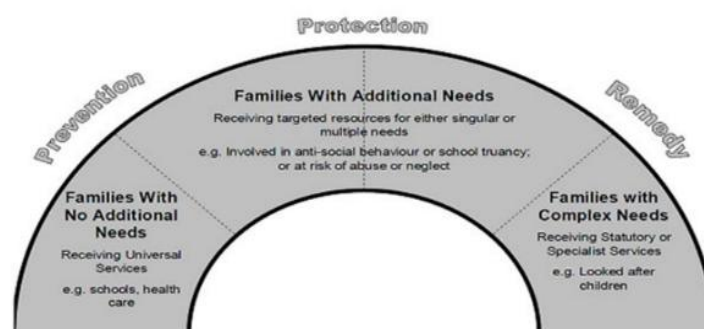 Protection
Prevention
Remedy
Families With Additional Needs
Receiving targeted resources for either singular or
multiple needs
e.g. Involved in anti-social behaviour or school truancy;
or at risk of abuse or neglect
Families With
No Additional
Needs
Receiving Universal
Services
e.g. schools, health
care
Families with
Complex Needs
Receiving Statutory or
Specialist Services
e.g. Looked after
children